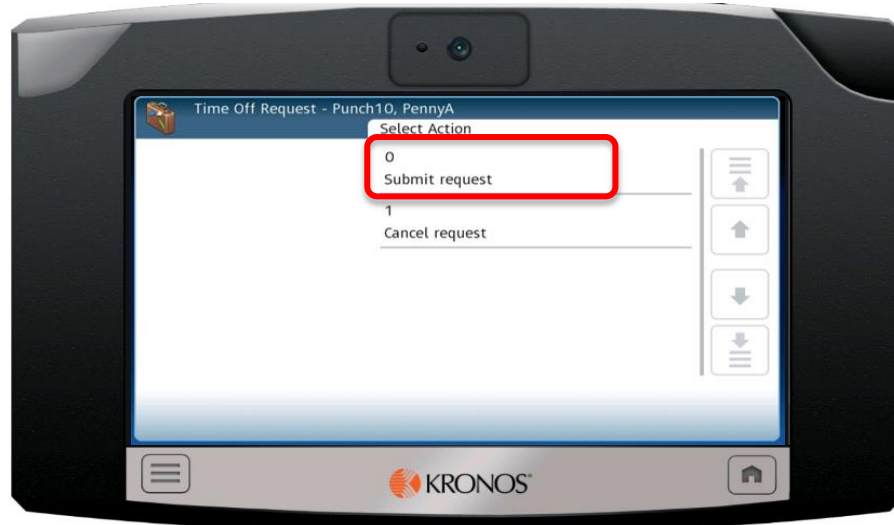 Time Off Request - Punch10, PennyA
Select Action
0
Submit request
1
Cancel request
KRONOS